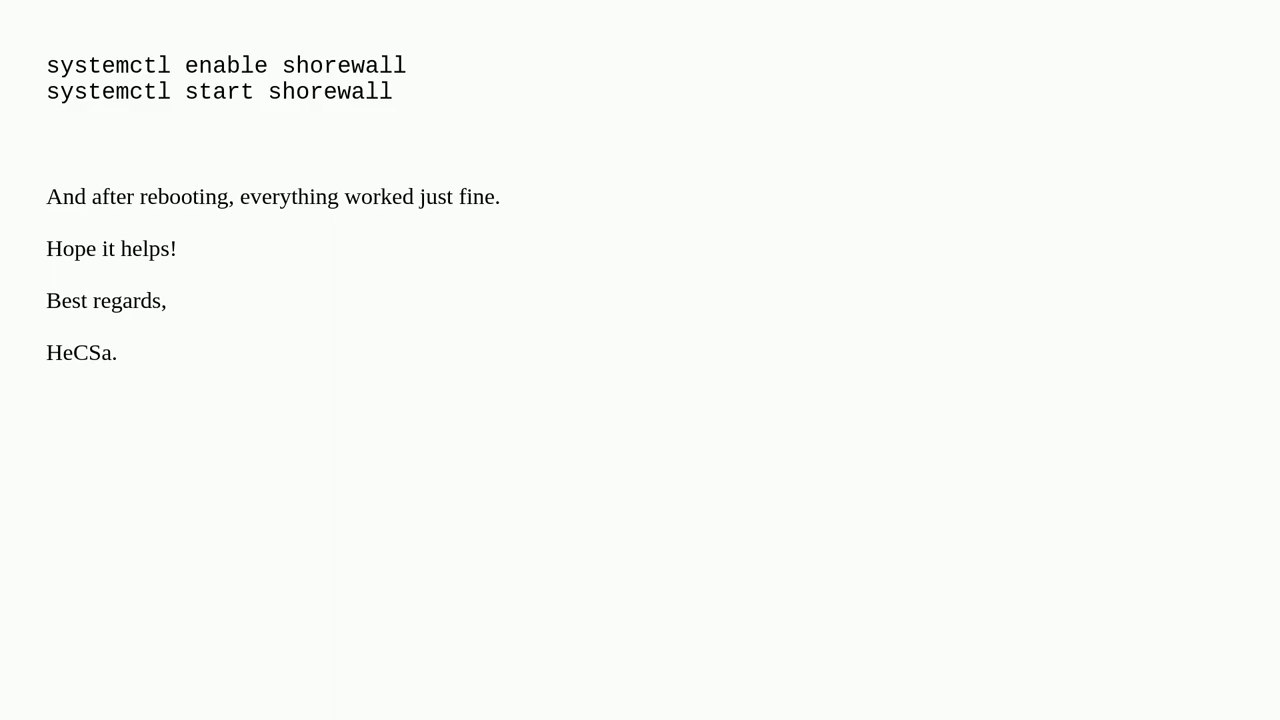 systemctl enable shorewall
systemctl start shorewall
And after rebooting, everything worked just fine.
Hope it helps!
Best regards,
HeCSa.